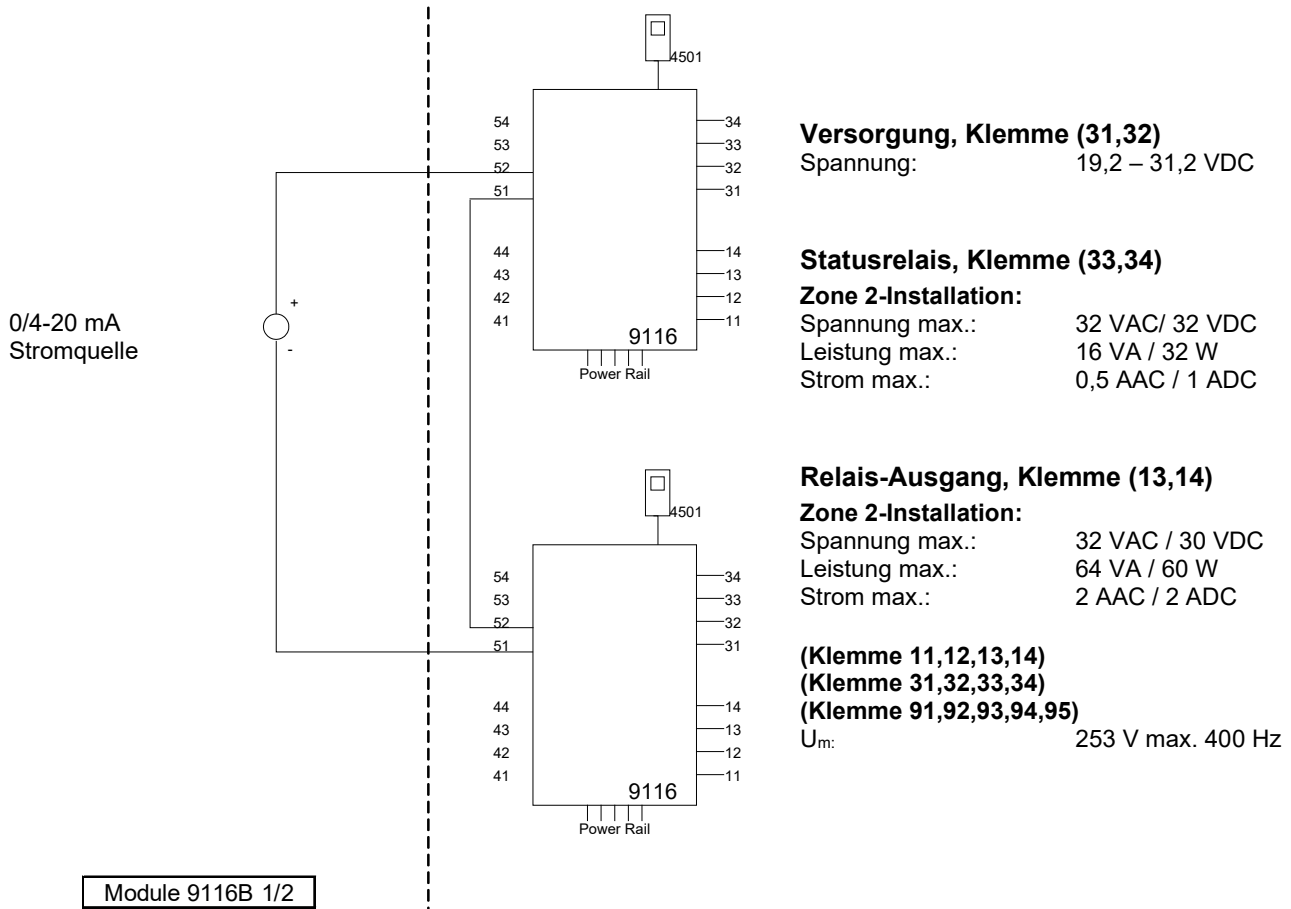 4501
54
53
52
51
44
43
42
41
34
33
32
31
14
13
12
11
9116
Power Rail
0/4-20 mA
Stromquelle
+
-
4501
54
53
52
51
44
43
42
41
34
33
32
31
14
13
12
11
9116
Power Rail
Module 9116B 1/2
Versorgung, Klemme (31,32)
Spannung: 19,2 – 31,2 VDC
Statusrelais, Klemme (33,34)
Zone 2-Installation:
Spannung max.: 32 VAC/ 32 VDC
Leistung max.: 16 VA / 32 W
Strom max.: 0,5 AAC / 1 ADC
Relais-Ausgang, Klemme (13,14)
Zone 2-Installation:
Spannung max.: 32 VAC / 30 VDC
Leistung max.: 64 VA / 60 W
Strom max.: 2 AAC / 2 ADC
(Klemme 11,12,13,14)
(Klemme 31,32,33,34)
(Klemme 91,92,93,94,95)
Um: 253 V max. 400 Hz